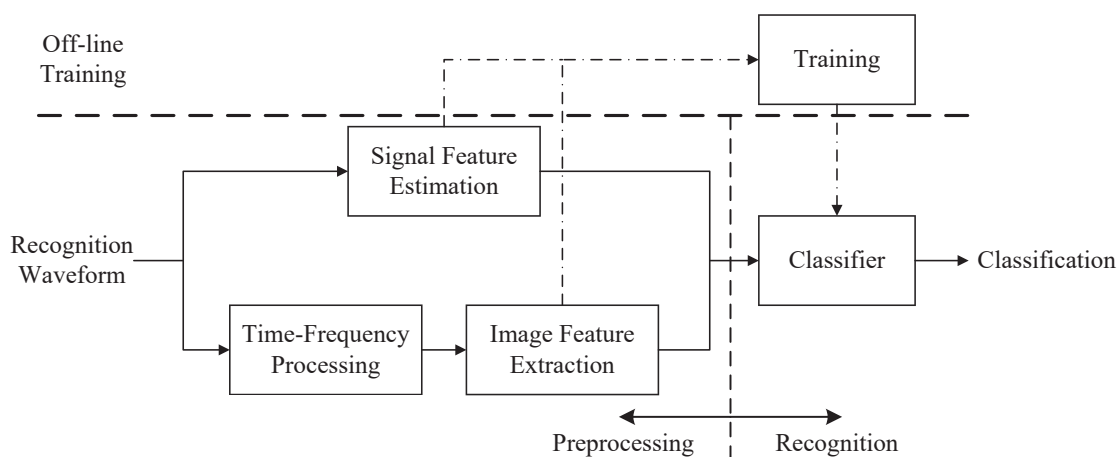 Off-line
Training
Training
Signal Feature
Estimation
Recognition
Waveform
Classifier
Classification
Time-Frequency
Processing
Image Feature
Extraction
Preprocessing
Recognition